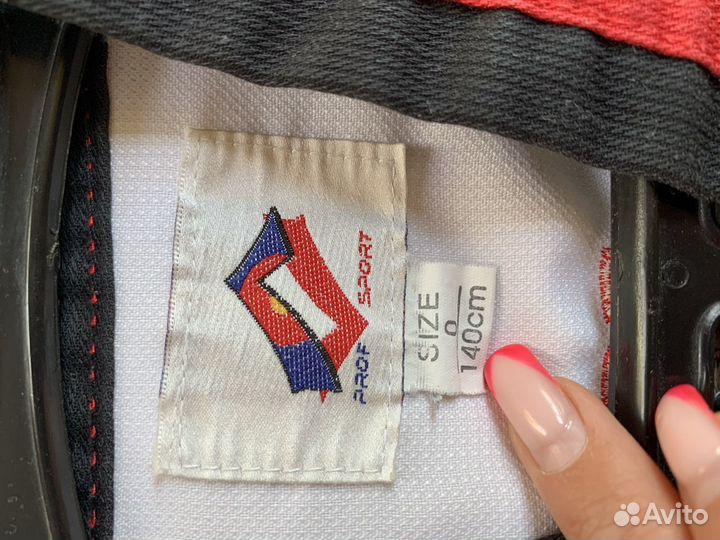 PROF SPORT
SIZE
0
140cm
Avito